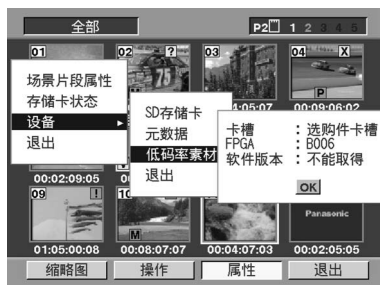 全部
P2 1 2 3 4 5
01
02 ?
03
04 X
P
场景片段属性
存储卡状态
设备
退出
SD存储卡
元数据
低码率素材
退出
卡槽 : 选购件卡槽
FPGA : B006
软件版本 : 不能取得
OK
75
M
4:05:07
00:09:06:02
00:02:09:05
09 !
10
M
Panasonic
01:05:00:08
00:08:07:07
00:04:07:03
00:02:05:05
缩略图
操作
属性
退出